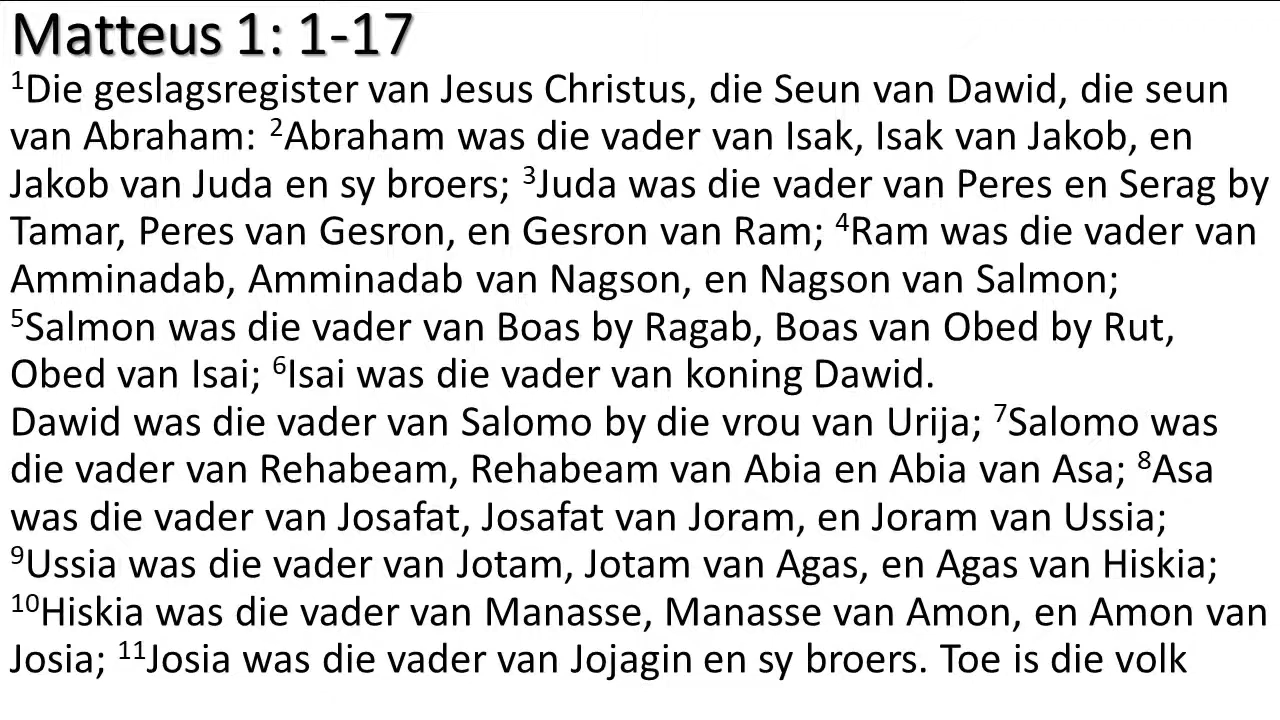 Matteus 1: 1-17
¹Die geslagsregister van Jesus Christus, die Seun van Dawid, die seun
van Abraham: ²Abraham was die vader van Isak, Isak van Jakob, en
Jakob van Juda en sy broers; ³Juda was die vader van Peres en Serag by
Tamar, Peres van Gesron, en Gesron van Ram; ⁴Ram was die vader van
Amminadab, Amminadab van Nagson, en Nagson van Salmon;
⁵Salmon was die vader van Boas by Ragab, Boas van Obed by Rut,
Obed van Isai; ⁶Isai was die vader van koning Dawid.
Dawid was die vader van Salomo by die vrou van Urija; ⁷Salomo was
die vader van Rehabeam, Rehabeam van Abia en Abia van Asa; ⁸Asa
was die vader van Josafat, Josafat van Joram, en Joram van Ussia;
⁹Ussia was die vader van Jotam, Jotam van Agas, en Agas van Hiskia;
¹⁰Hiskia was die vader van Manasse, Manasse van Amon, en Amon van
Josia; ¹¹Josia was die vader van Jojagin en sy broers. Toe is die volk